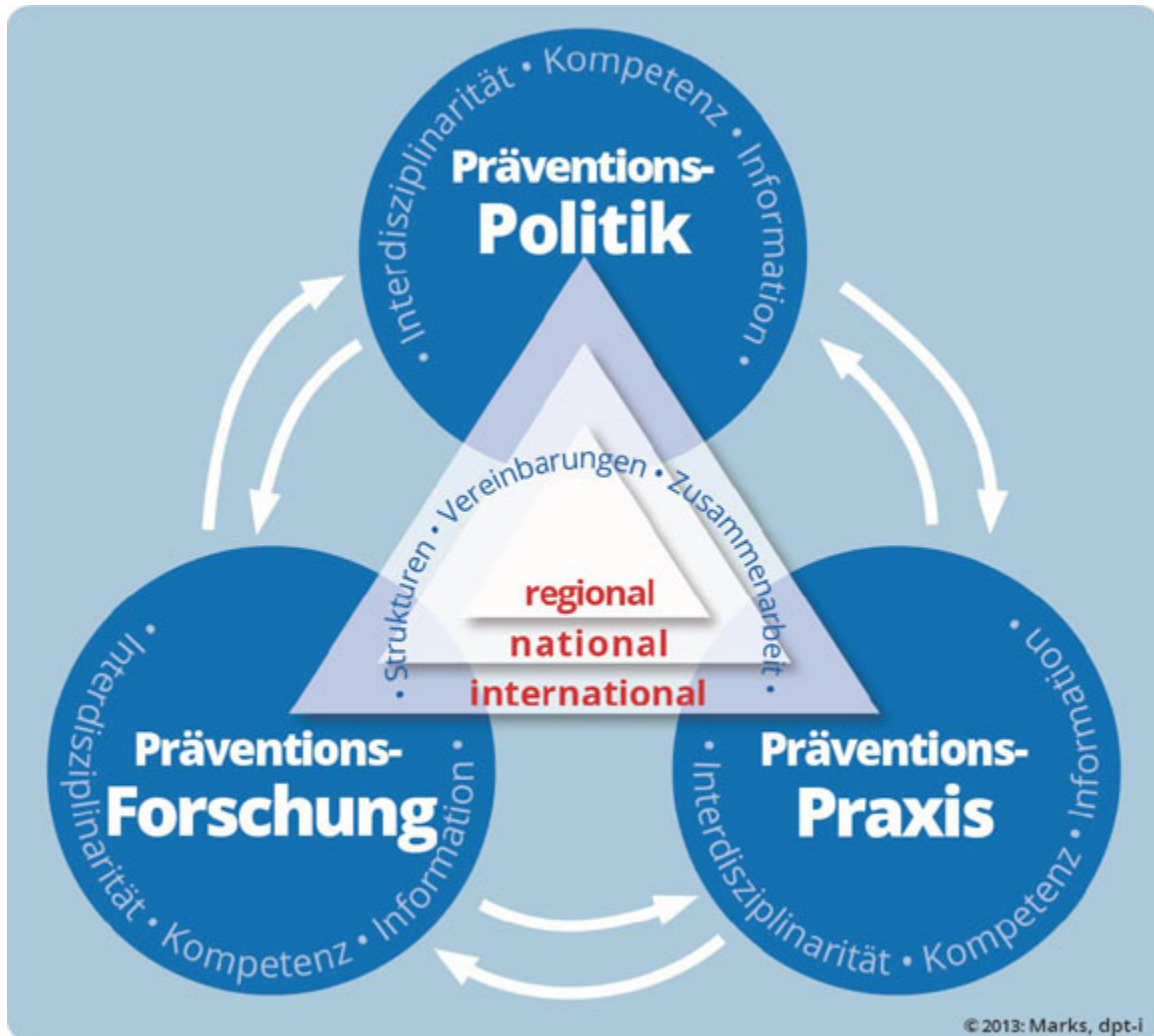 • Interdisziplinarität • Kompetenz • Information •
Präventions-
Politik
• Strukturen • Vereinbarungen • Zusammenarbeit •
regional
national
international
Präventions-
Forschung
• Interdisziplinarität • Kompetenz • Information •
Präventions-
Praxis
• Interdisziplinarität • Kompetenz • Information •
© 2013: Marks, dpt-i